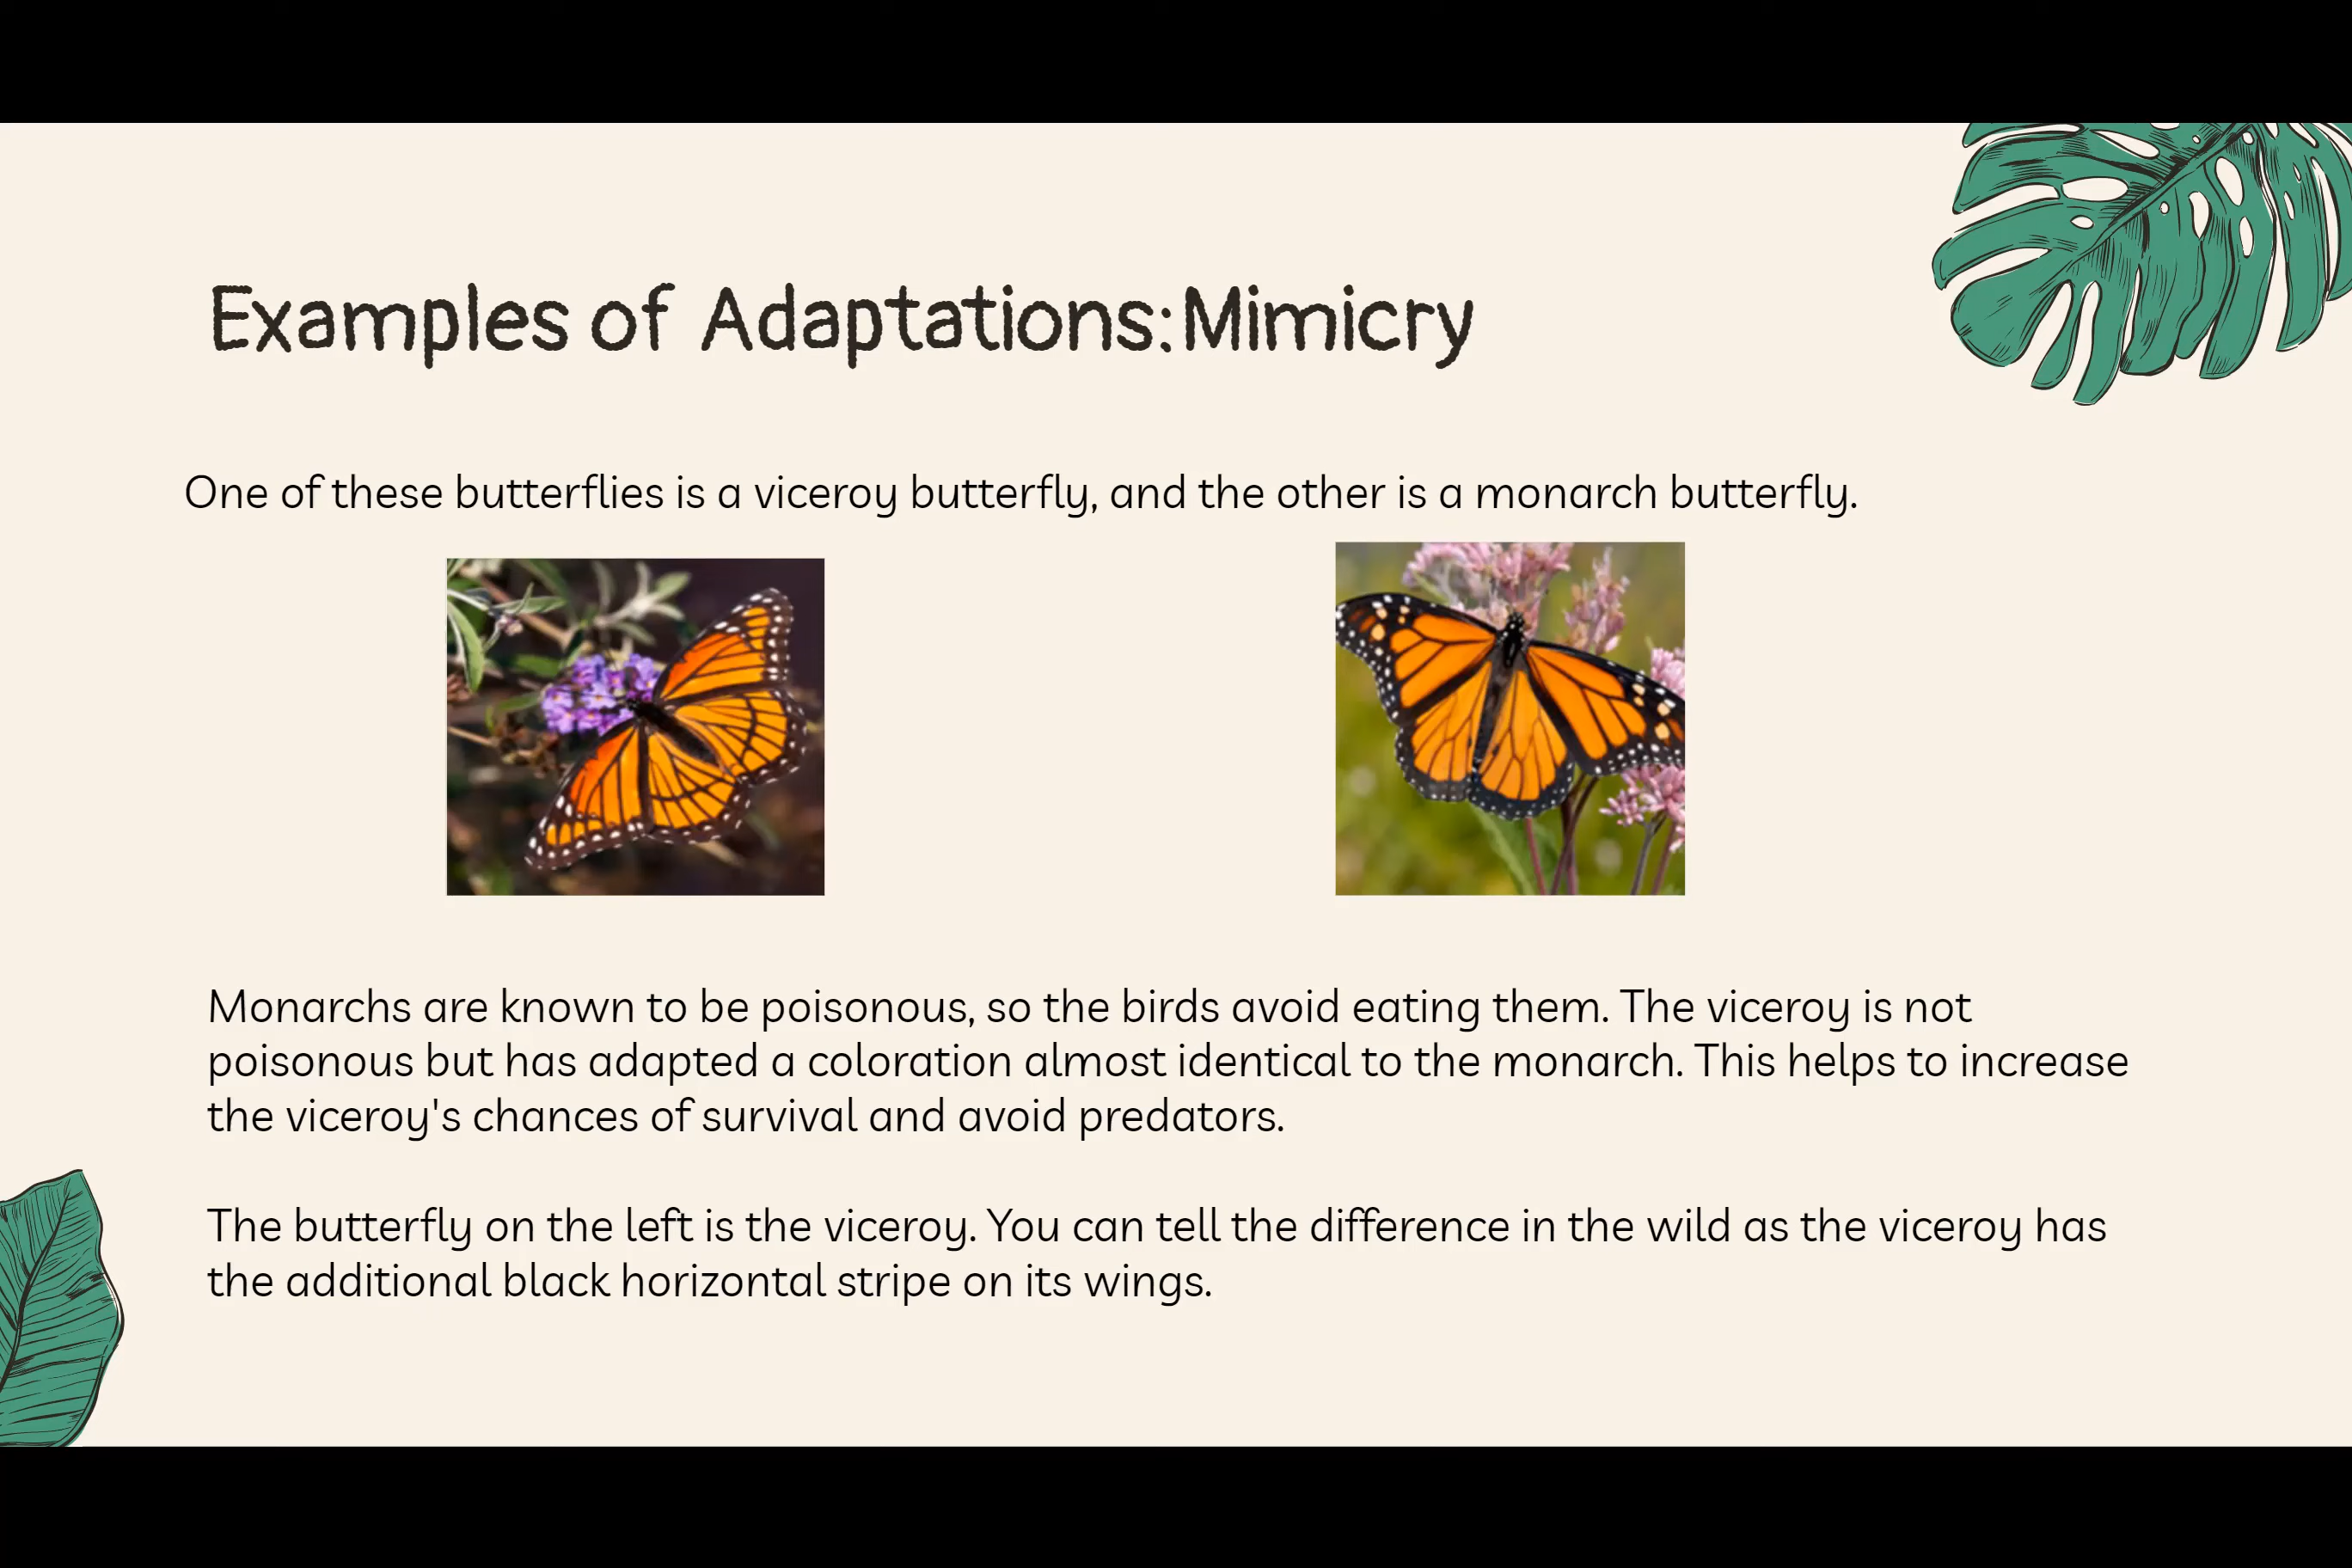 Examples of Adaptations:Mimicry
One of these butterflies is a viceroy butterfly, and the other is a monarch butterfly.
Monarchs are known to be poisonous, so the birds avoid eating them. The viceroy is not
poisonous but has adapted a coloration almost identical to the monarch. This helps to increase
the viceroy's chances of survival and avoid predators.
The butterfly on the left is the viceroy. You can tell the difference in the wild as the viceroy has
the additional black horizontal stripe on its wings.